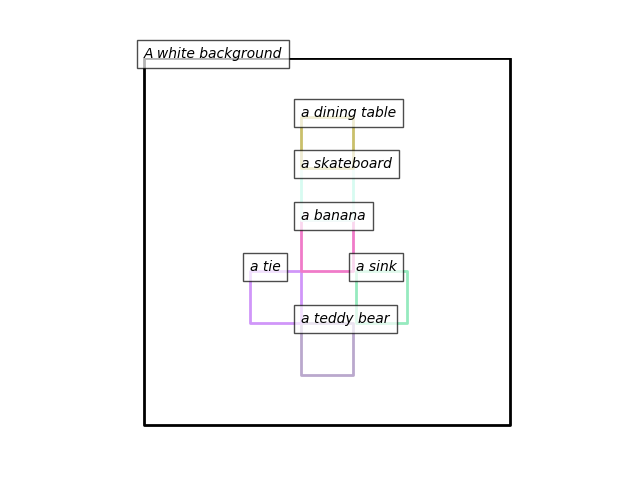 A white background
a dining table
a skateboard
a banana
a tie
a sink
a teddy bear